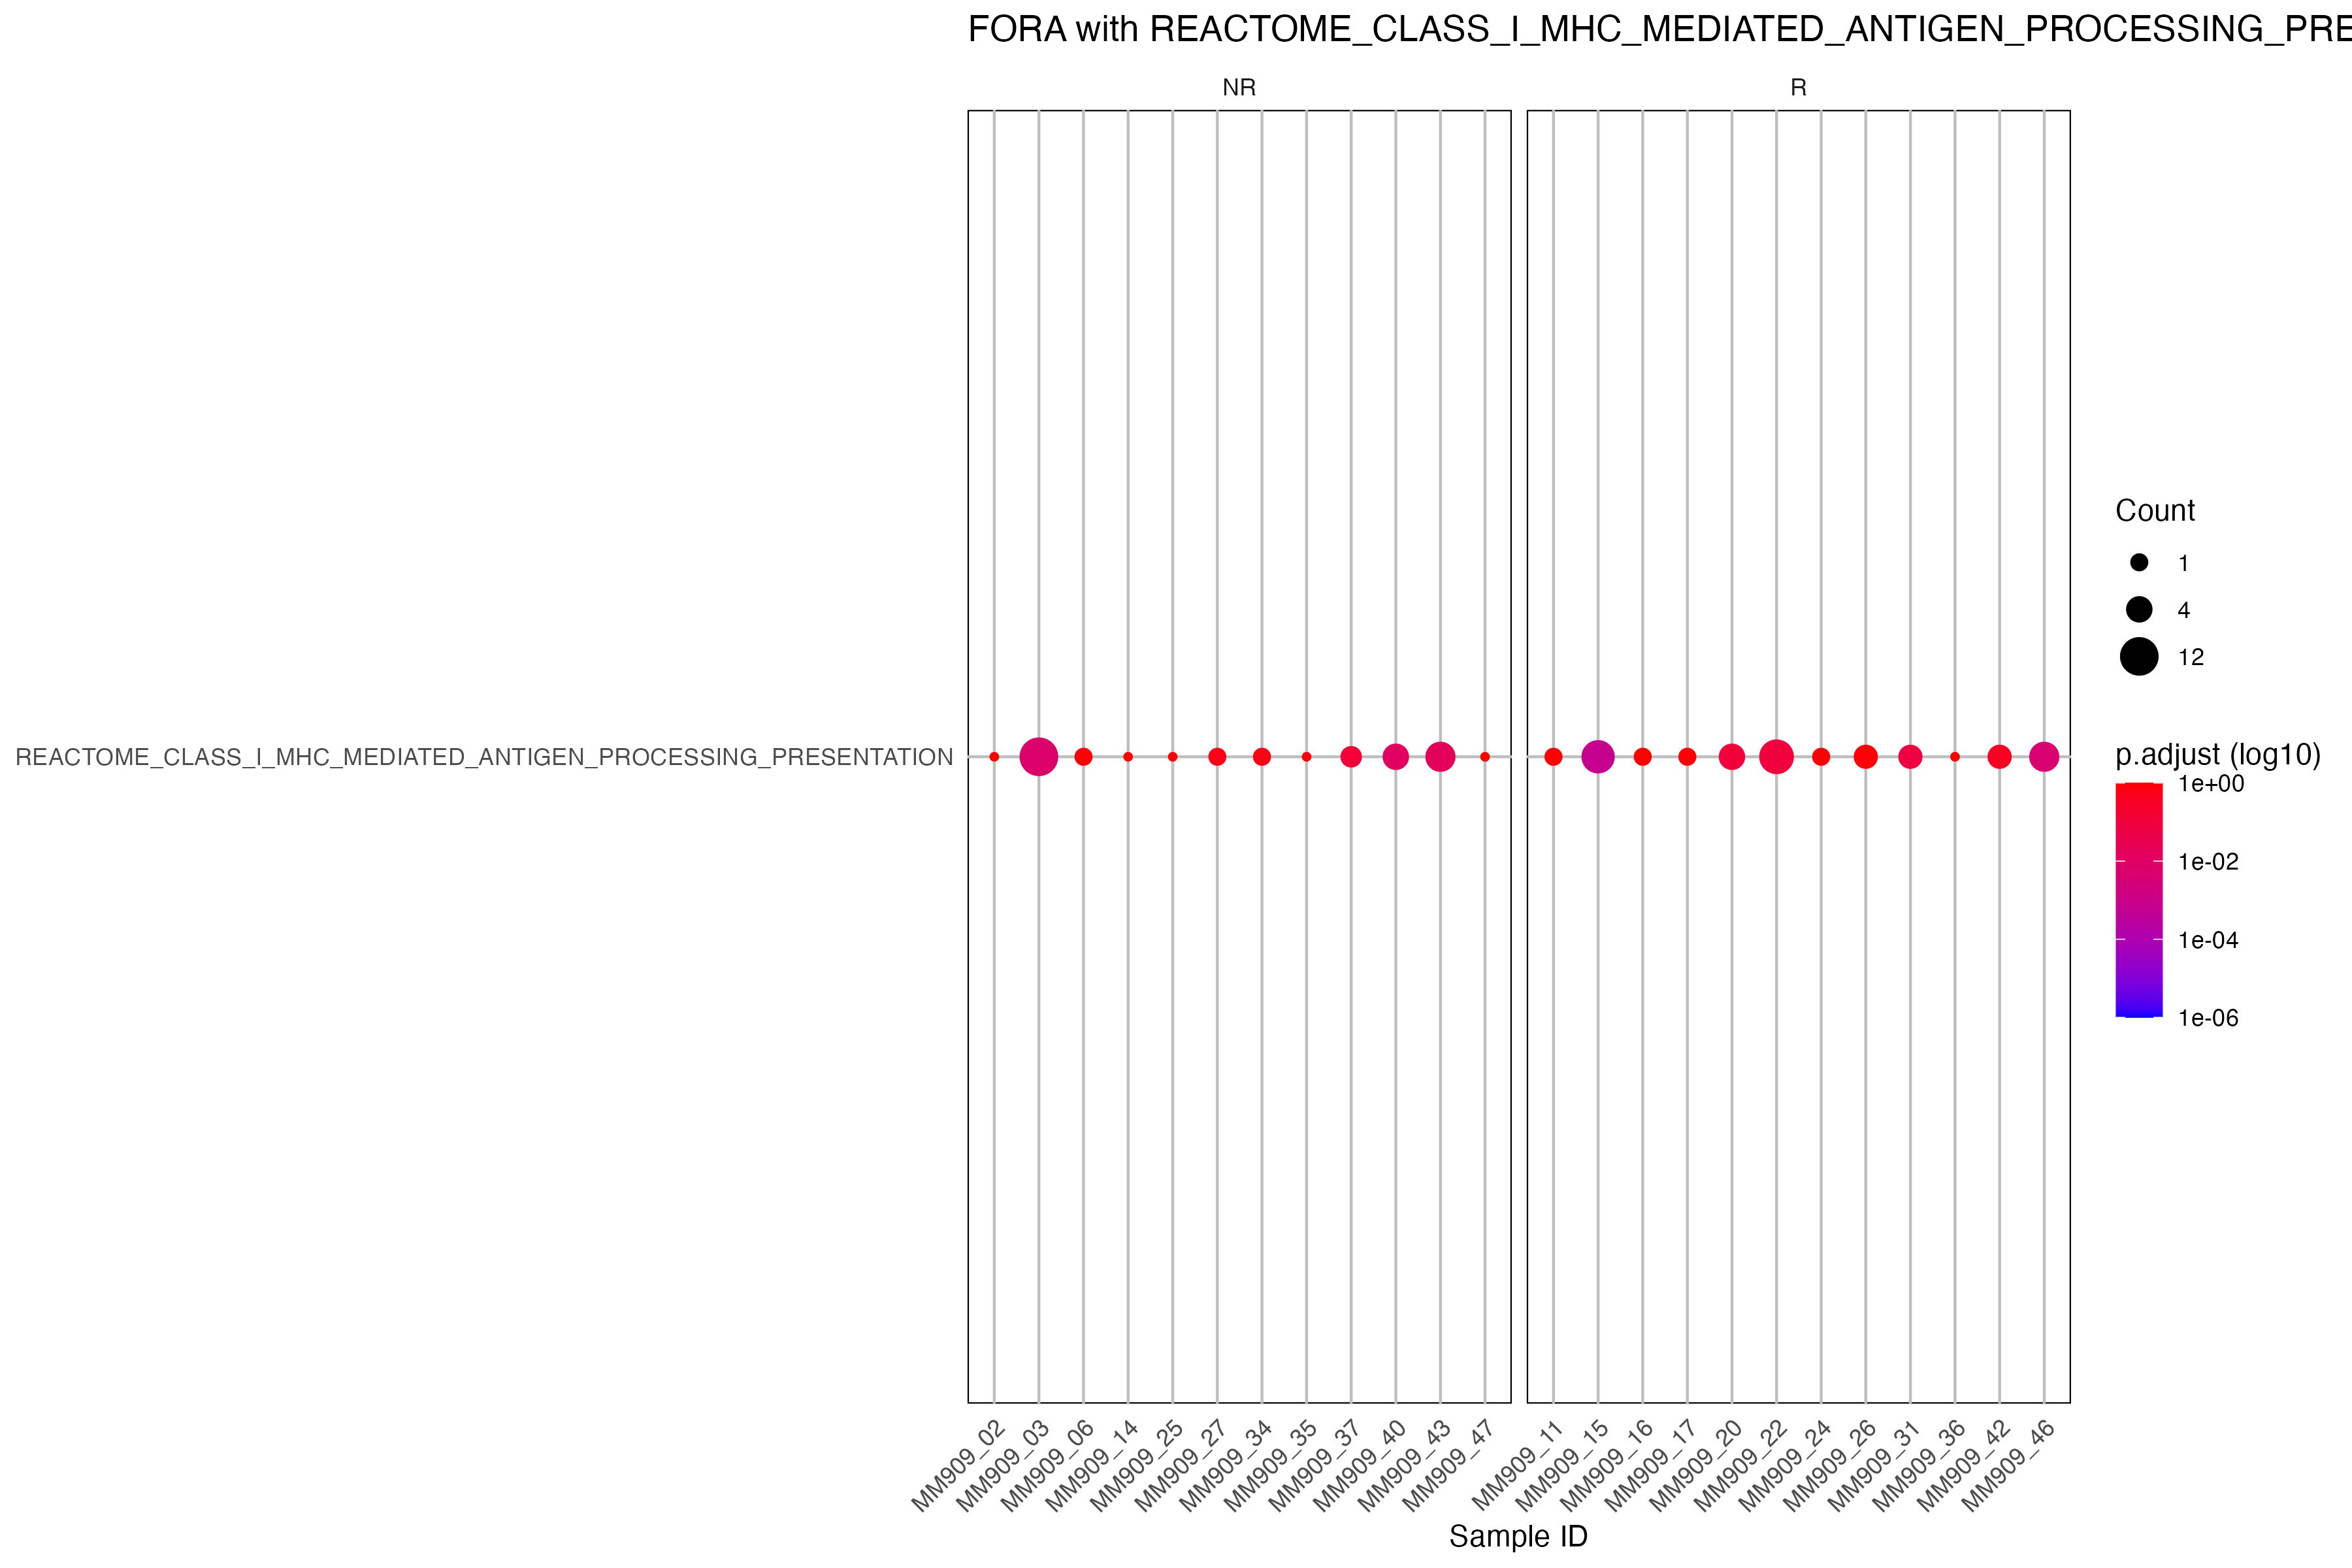 FORA with REACTOME_CLASS_I_MHC_MEDIATED_ANTIGEN_PROCESSING_PRE
NR
R
REACTOME_CLASS_I_MHC_MEDIATED_ANTIGEN_PROCESSING_PRESENTATION
MM909_02
MM909_03
MM909_06
MM909_14
MM909_25
MM909_27
MM909_34
MM909_35
MM909_37
MM909_40
MM909_43
MM909_47
MM909_11
MM909_15
MM909_16
MM909_17
MM909_20
MM909_22
MM909_24
MM909_26
MM909_31
MM909_36
MM909_42
MM909_46
Sample ID
Count
1
4
12
p.adjust (log10)
1e+00
1e-02
1e-04
1e-06